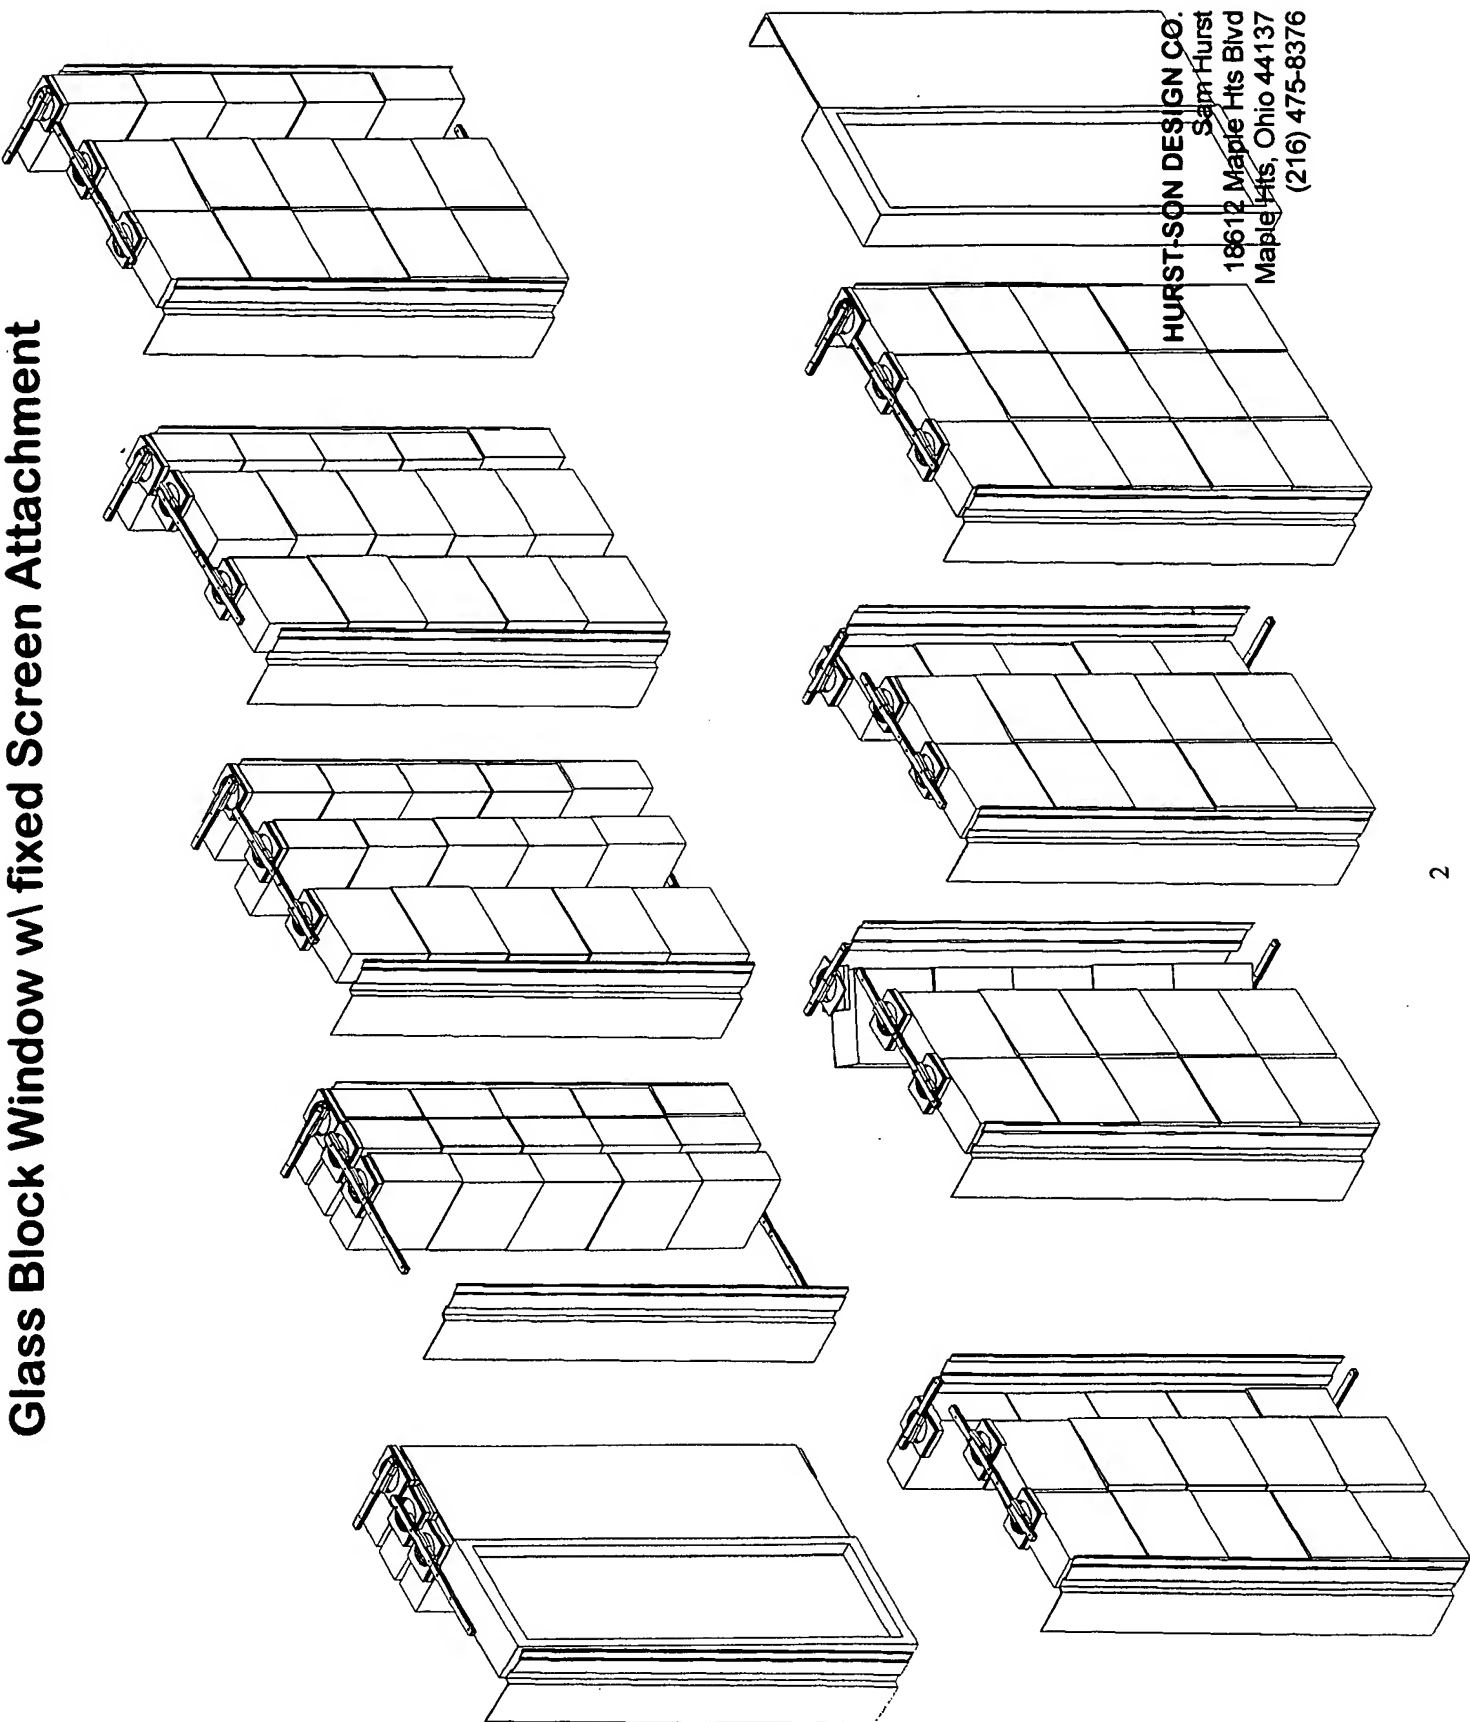 Glass Block Window w\ fixed Screen Attachment
HURST-SON DESIGN CO.
Sam Hurst
18612 Maple Hts Blvd
Maple Hts, Ohio 44137
(216) 475-8376
2